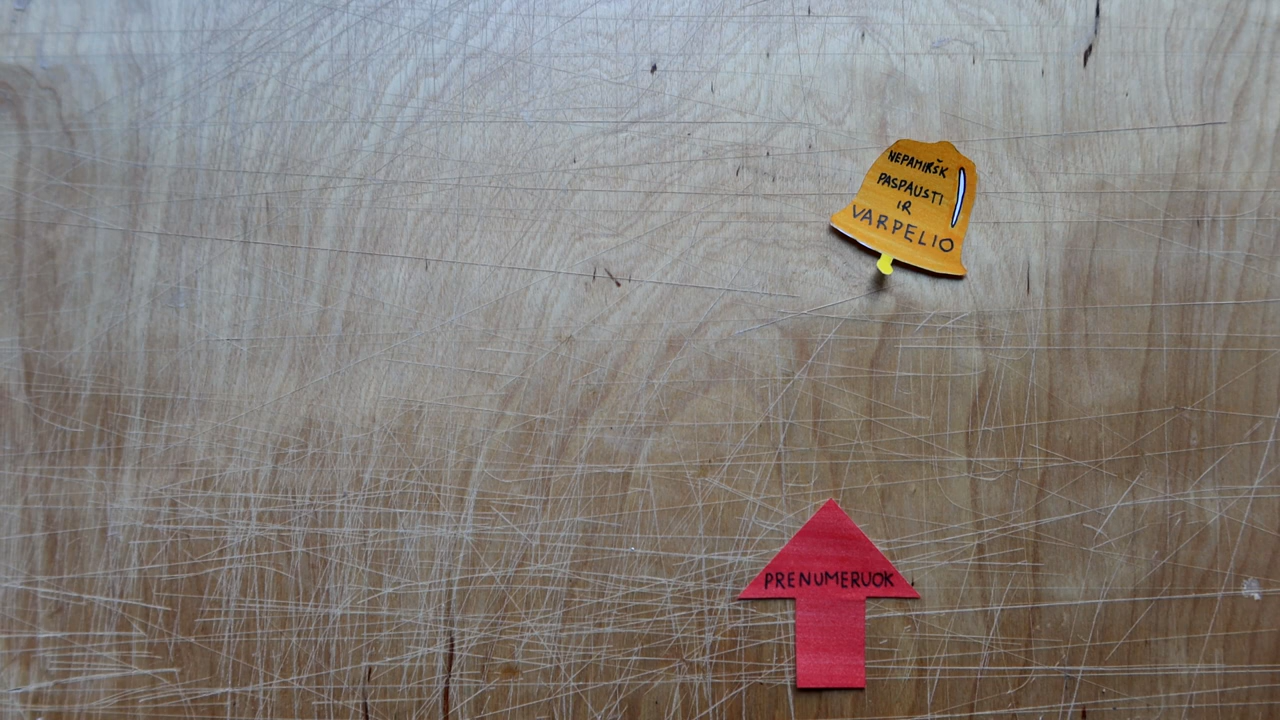 NEPAMIRŠK
PASPAUSTI
IR
VARPELIO
PRENUMERUOK